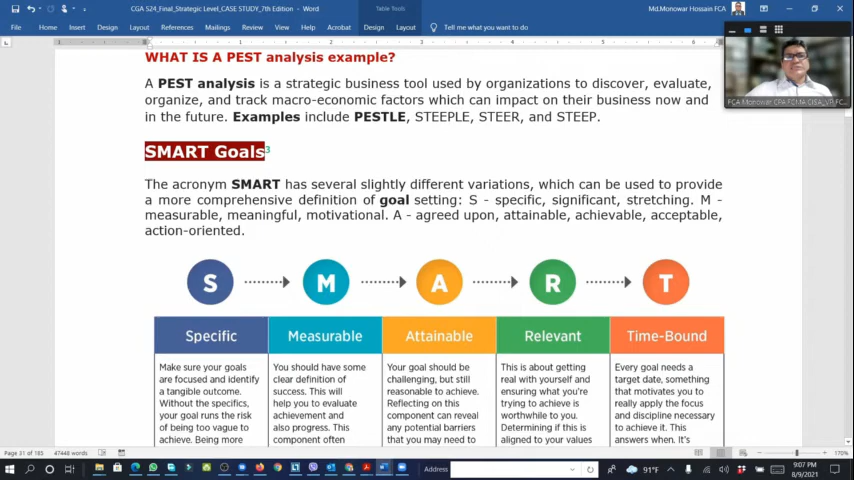 CGA S24_Final_Strategic Level_CASE STUDY_7th Edition - Word
Table Tools
Md.Monowar Hossain FCA
File Home Insert Design Layout References Mailings Review View Help Acrobat Design Layout Tell me what you want to do
WHAT IS A PEST analysis example?
A PEST analysis is a strategic business tool used by organizations to discover, evaluate,
organize, and track macro-economic factors which can impact on their business now and
in the future. Examples include PESTLE, STEEPLE, STEER, and STEEP.
SMART Goals3
The acronym SMART has several slightly different variations, which can be used to provide
a more comprehensive definition of goal setting: S - specific, significant, stretching. M -
measurable, meaningful, motivational. A - agreed upon, attainable, achievable, acceptable,
action-oriented.
S M A R T
Specific Measurable Attainable Relevant Time-Bound
Make sure your goals
are focused and identify
a tangible outcome.
Without the specifics,
your goal runs the risk
of being too vague to
achieve. Being more
You should have some
clear definition of
success. This will
help you to evaluate
achievement and
also progress. This
component often
Your goal should be
challenging, but still
reasonable to achieve.
Reflecting on this
component can reveal
any potential barriers
that you may need to
This is about getting
real with yourself and
ensuring what you're
trying to achieve is
worthwhile to you.
Determining if this is
aligned to your values
Every goal needs a
target date, something
that motivates you to
really apply the focus
and discipline necessary
to achieve it. This
answers when. It's
FCA Monowar CPA FCMA CISA_VP
Page 31 of 185 47448 words
170%
Address
91°F
9:07 PM
8/9/2021